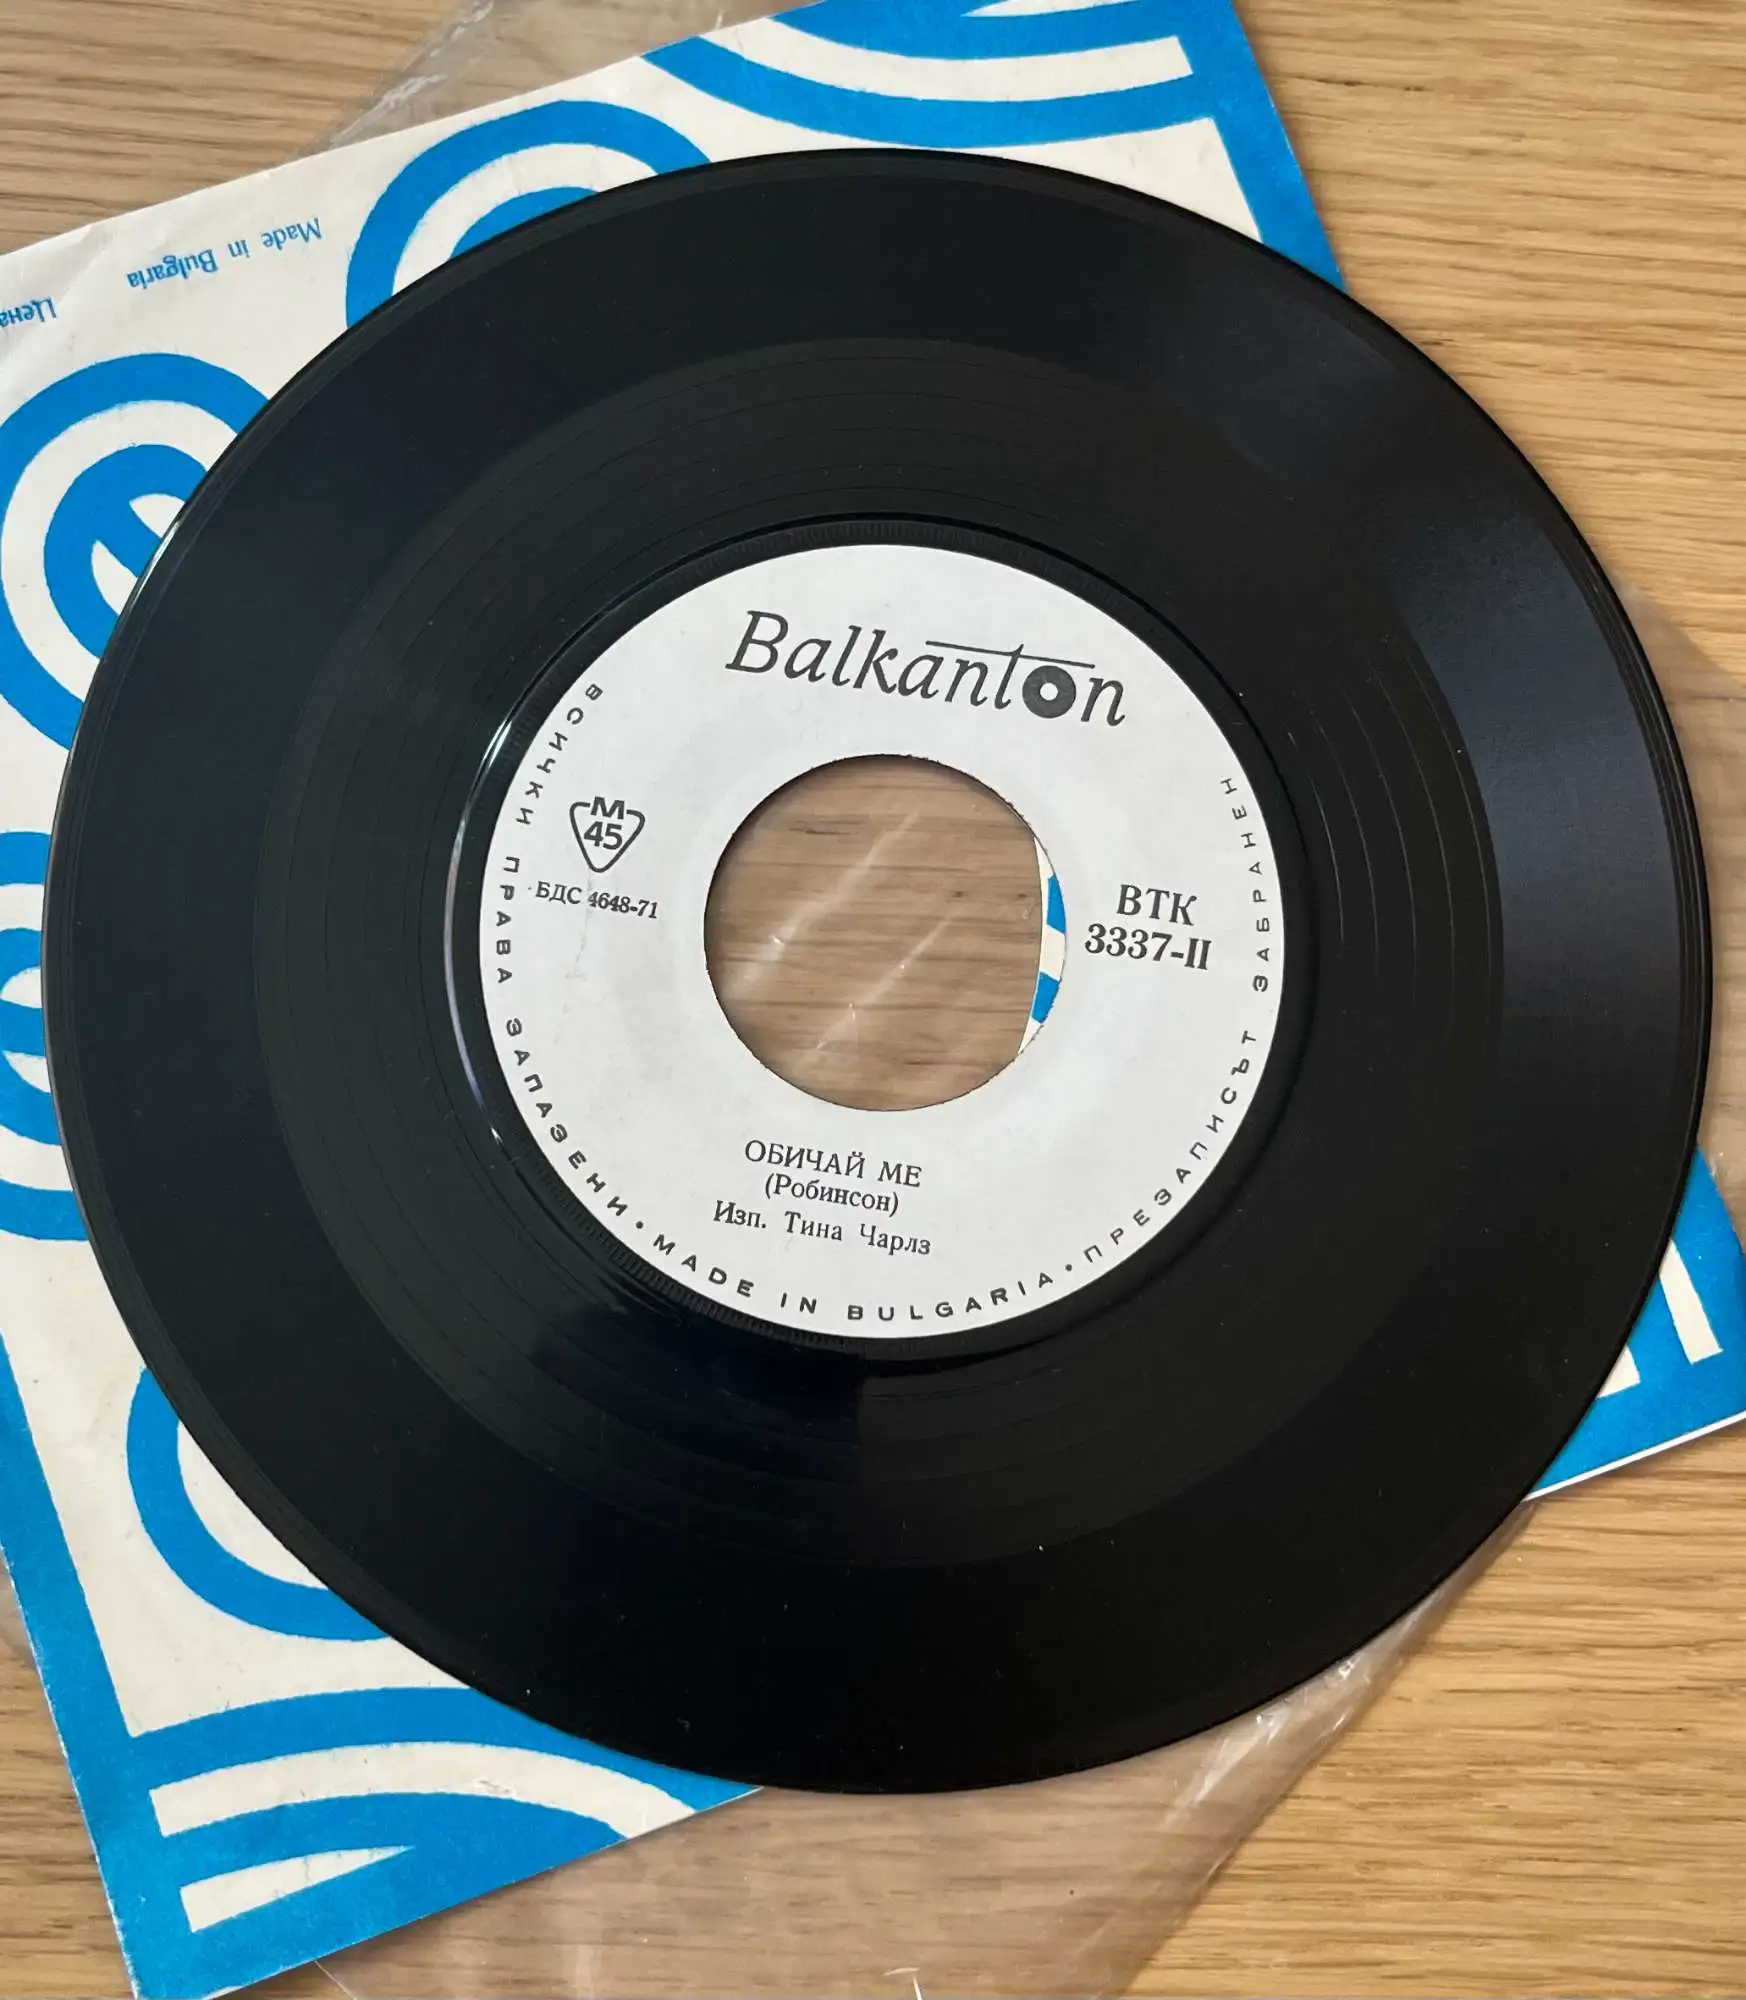 Made in Bulgaria
Balkanton
М
45
БДС 4648-71
ВТК
3337-II
ОБИЧАЙ МЕ
(Робинсон)
Изп. Тина Чарлз
ВСИЧКИ ПРАВА ЗАПАЗЕНИ • MADE IN BULGARIA • ПРЕЗАПИСЪТ ЗАБРАНЕН